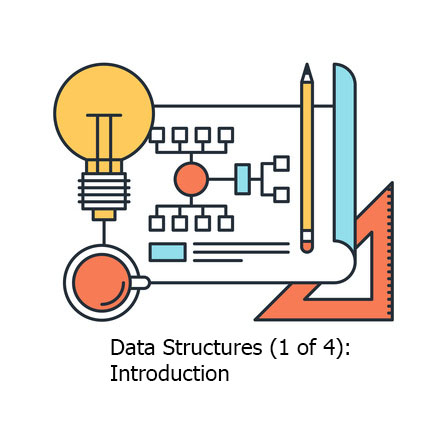 Data Structures (1 of 4):
Introduction